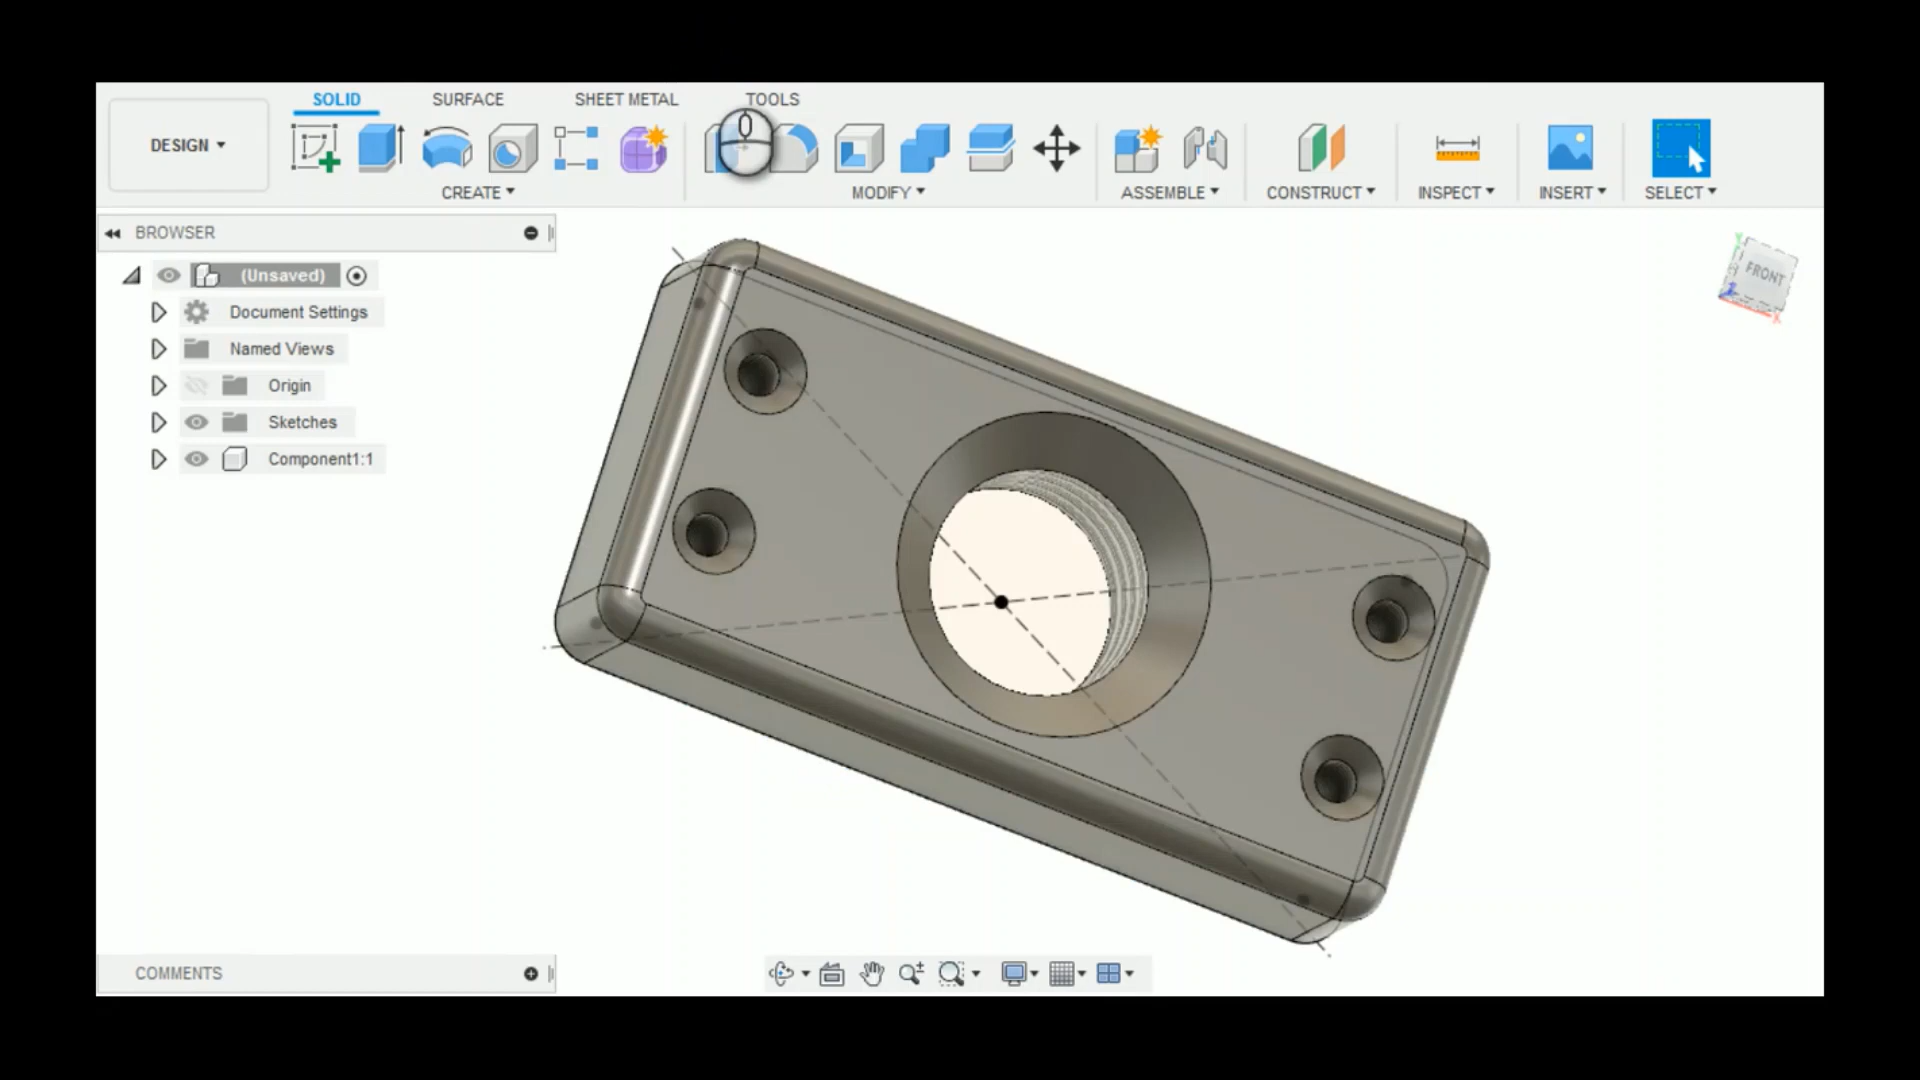 SOLID
SURFACE
SHEET METAL
TOOLS
DESIGN
CREATE
MODIFY
ASSEMBLE
CONSTRUCT
INSPECT
INSERT
SELECT
BROWSER
(Unsaved)
Document Settings
Named Views
Origin
Sketches
Component1:1
FRONT
Y
Z
X
COMMENTS